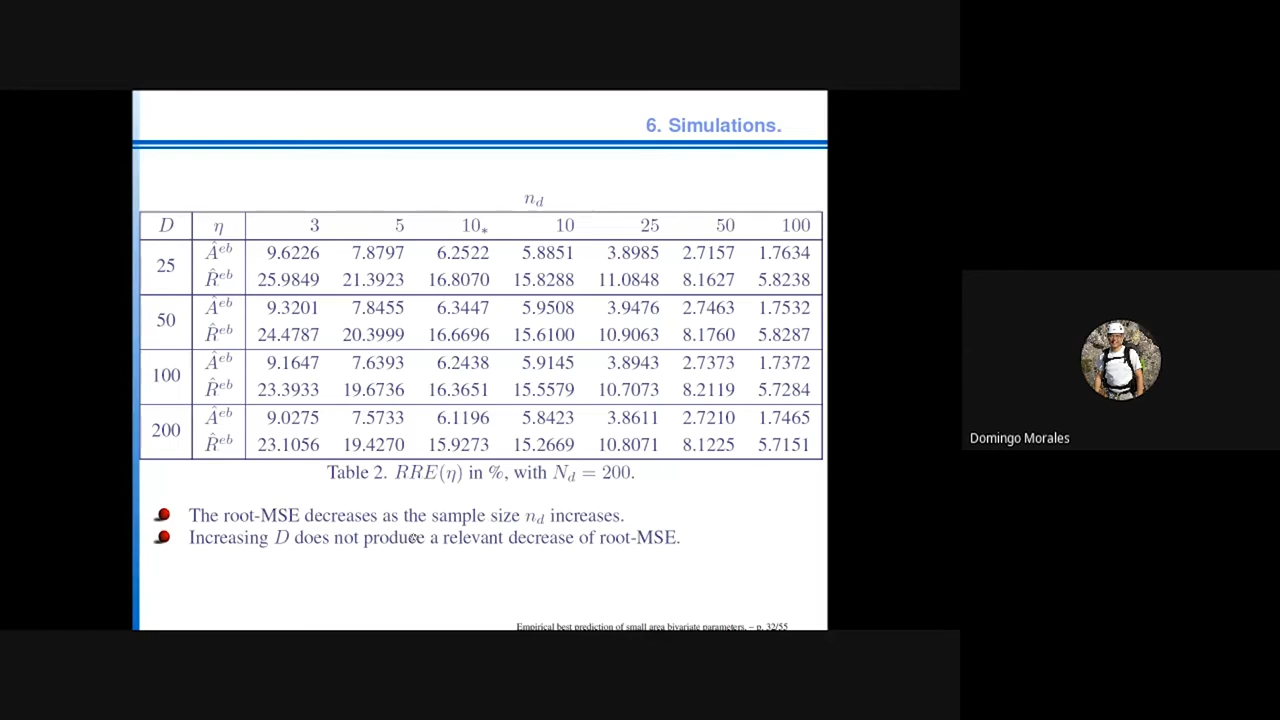 6. Simulations.
n_d
D η 3 5 10_* 10 25 50 100
25 Â^eb 9.6226 7.8797 6.2522 5.8851 3.8985 2.7157 1.7634
R̂^eb 25.9849 21.3923 16.8070 15.8288 11.0848 8.1627 5.8238
50 Â^eb 9.3201 7.8455 6.3447 5.9508 3.9476 2.7463 1.7532
R̂^eb 24.4787 20.3999 16.6696 15.6100 10.9063 8.1760 5.8287
100 Â^eb 9.1647 7.6393 6.2438 5.9145 3.8943 2.7373 1.7372
R̂^eb 23.3933 19.6736 16.3651 15.5579 10.7073 8.2119 5.7284
200 Â^eb 9.0275 7.5733 6.1196 5.8423 3.8611 2.7210 1.7465
R̂^eb 23.1056 19.4270 15.9273 15.2669 10.8071 8.1225 5.7151
Table 2. RRE(η) in %, with N_d = 200.
The root-MSE decreases as the sample size n_d increases.
Increasing D does not produce a relevant decrease of root-MSE.
Empirical best prediction of small area bivariate parameters, – p. 32/55
Domingo Morales